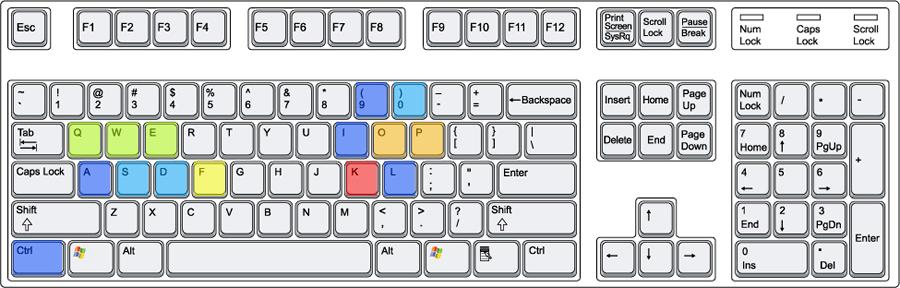 Esc F1 F2 F3 F4 F5 F6 F7 F8 F9 F10 F11 F12 Print Screen SysRq Scroll Lock Pause Break Num Lock Caps Lock Scroll Lock
~ ` ! 1 @ 2 # 3 $ 4 % 5 ^ 6 & 7 * 8 ( 9 ) 0 – - + = ←Backspace Insert Home Page Up Num Lock / * -
Tab Q W E R T Y U I O P { [ } ] | \ Delete End Page Down 7 Home 8 ↑ 9 PgUp +
Caps Lock A S D F G H J K L : ; " ' Enter 4 ← 5 6 →
Shift ⇧ Z X C V B N M < , > . ? / Shift ⇧ ↑ 1 End 2 ↓ 3 PgDn Enter
Ctrl Alt Alt Ctrl ← ↓ → 0 Ins . Del